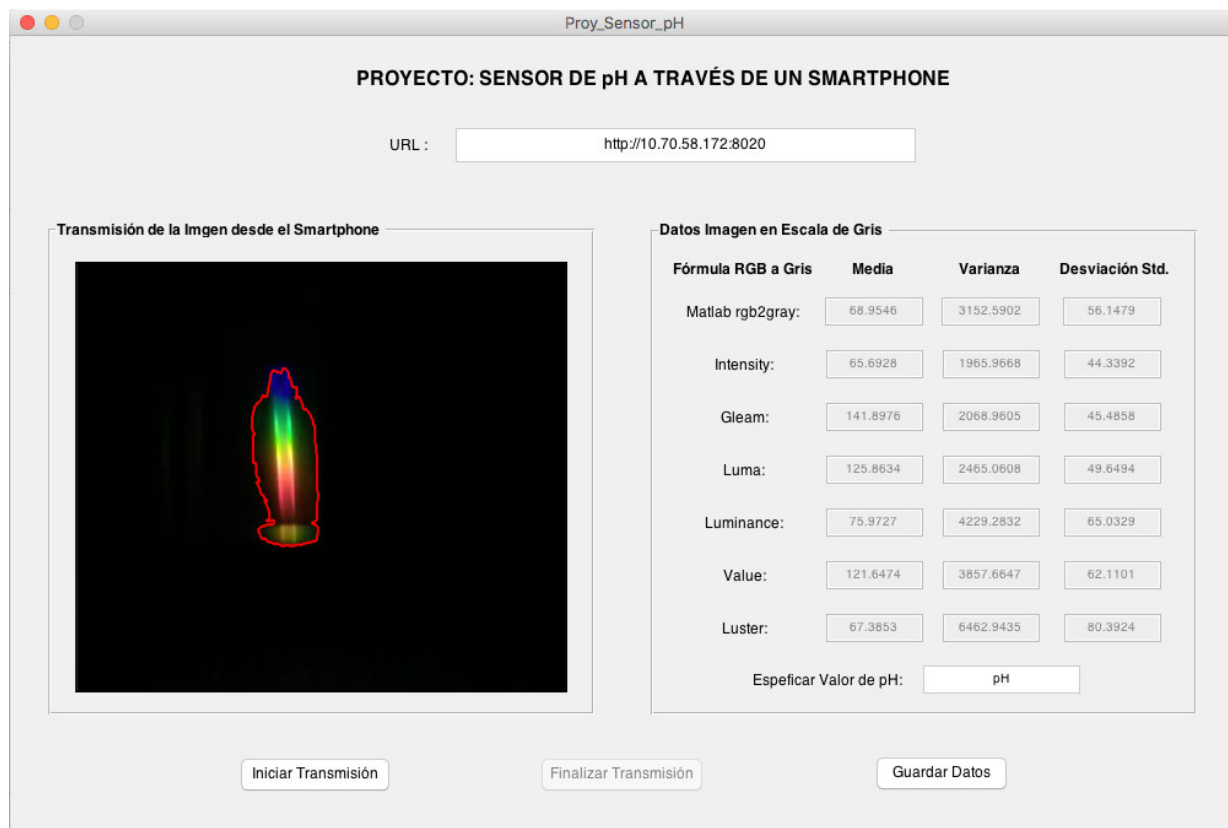 Proy_Sensor_pH
PROYECTO: SENSOR DE pH A TRAVÉS DE UN SMARTPHONE
URL : http://10.70.58.172:8020
Transmisión de la Imgen desde el Smartphone
Datos Imagen en Escala de Gris
Fórmula RGB a Gris Media Varianza Desviación Std.
Matlab rgb2gray: 68.9546 3152.5902 56.1479
Intensity: 65.6928 1965.9668 44.3392
Gleam: 141.8976 2068.9605 45.4858
Luma: 125.8634 2465.0608 49.6494
Luminance: 75.9727 4229.2832 65.0329
Value: 121.6474 3857.6647 62.1101
Luster: 67.3853 6462.9435 80.3924
Espeficar Valor de pH: pH
Iniciar Transmisión Finalizar Transmisión Guardar Datos